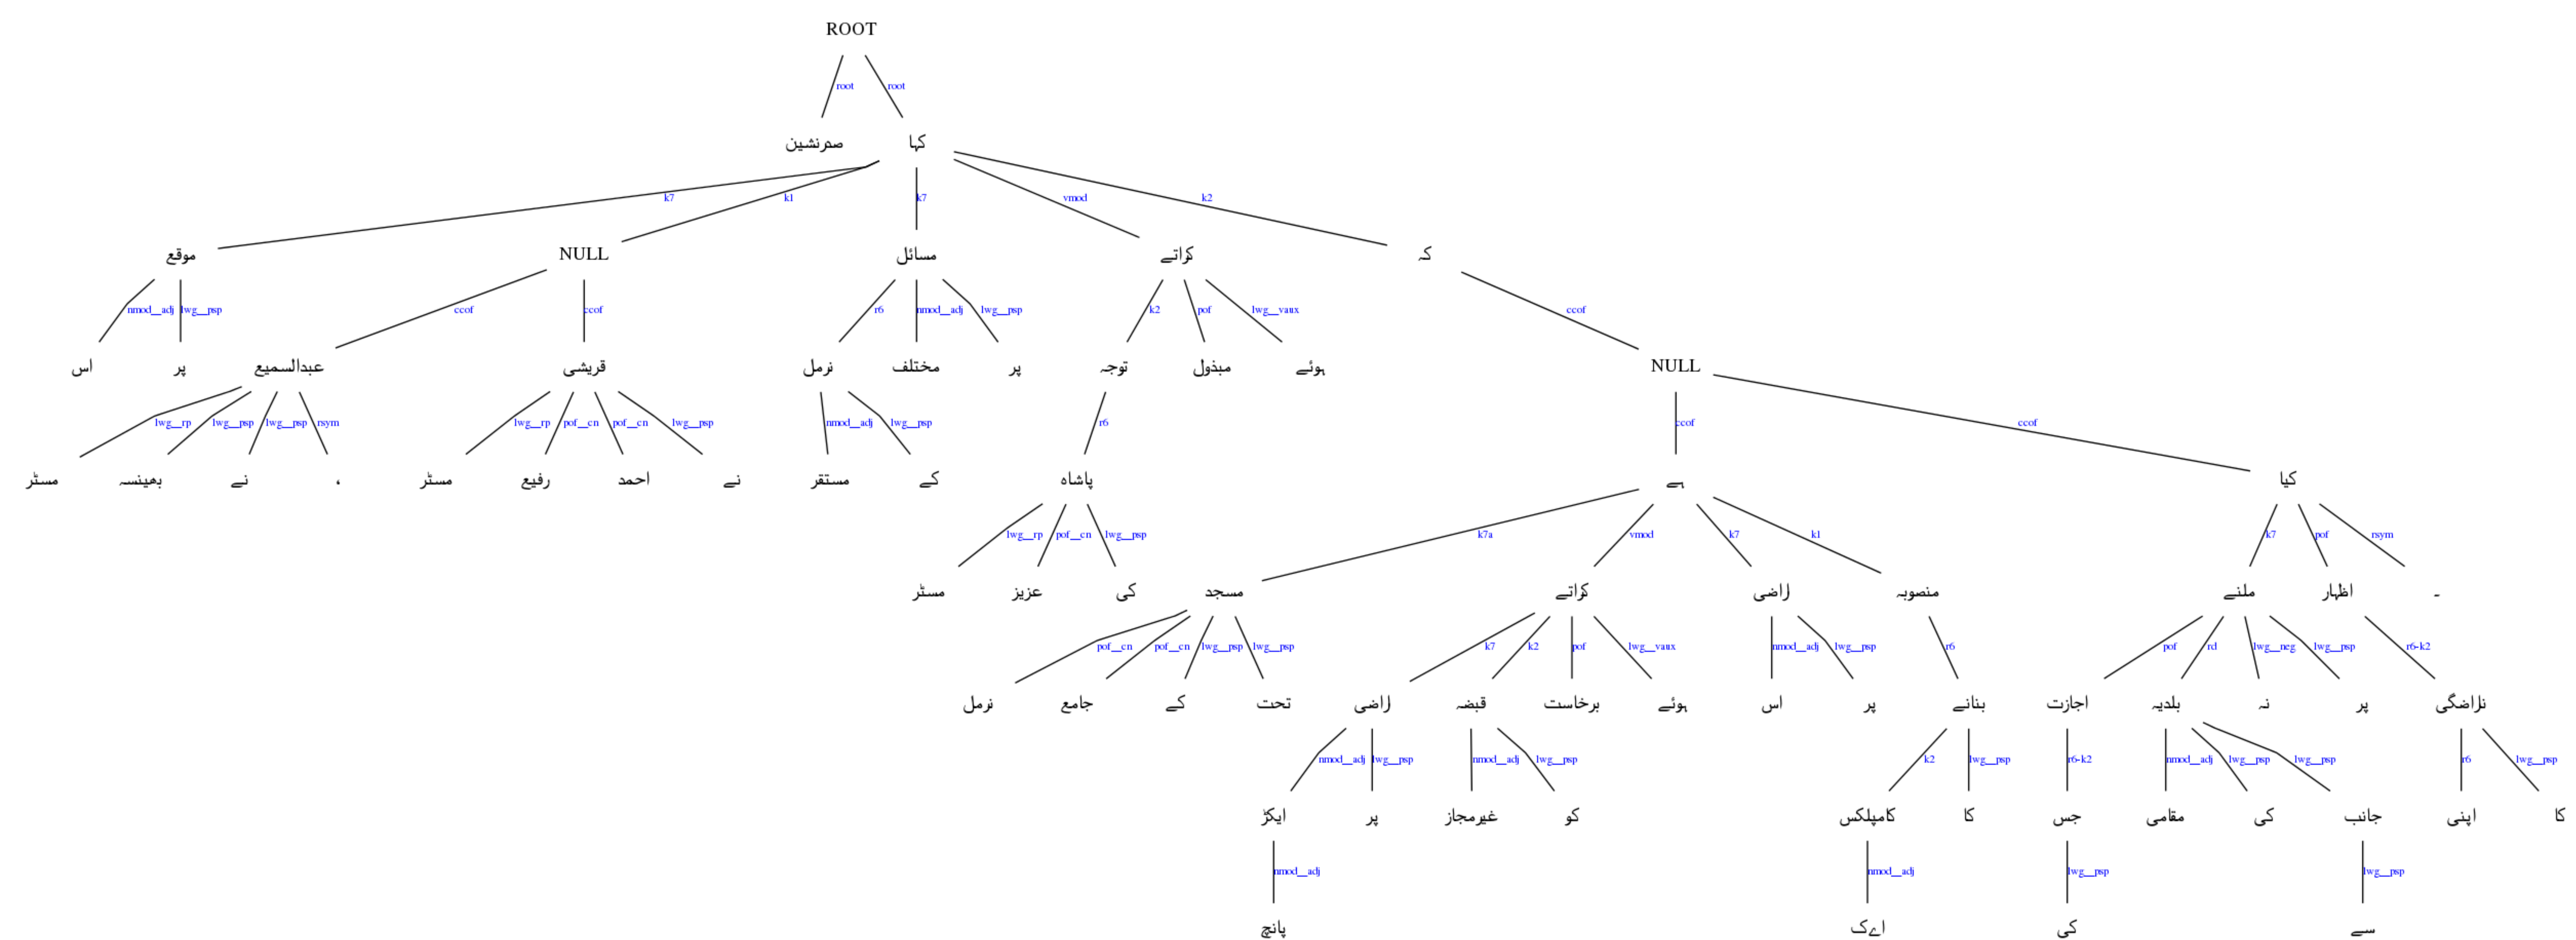 ROOT
root root
صدرنشین کہا
k7 k1 k7 vmod k2
موقع NULL مسائل کراتے کہ
nmod__adj lwg__psp ccof ccof r6 nmod__adj lwg__psp k2 pof lwg__vaux ccof
اس پر عبدالسمیع قریشی نرمل مختلف پر توجہ مبذول ہوئے NULL
lwg__rp lwg__psp lwg__psp rsym lwg__rp pof__cn pof__cn lwg__psp nmod__adj lwg__psp r6 ccof ccof
مسٹر بھینسہ نے ، مسٹر رفیع احمد نے مستقر کے پاشاہ ہے کیا
lwg__rp pof__cn lwg__psp k7a vmod k7 k1 k7 pof rsym
مسٹر عزیز کی مسجد کراتے اراضی منصوبہ ملنے اظہار ۔
pof__cn pof__cn lwg__psp lwg__psp k7 k2 pof lwg__vaux nmod__adj lwg__psp r6 pof rd lwg__neg lwg__psp r6-k2
نرمل جامع کے تحت اراضی قبضہ برخاست ہوئے اس پر بنانے اجازت بلدیہ نہ پر ناراضگی
nmod__adj lwg__psp nmod__adj lwg__psp k2 lwg__psp r6-k2 nmod__adj lwg__psp lwg__psp r6 lwg__psp
ایکڑ پر غیرمجاز کو کامپلکس کا جس مقامی کی جانب اپنی کا
nmod__adj nmod__adj lwg__psp lwg__psp
پانچ اےک کی سے